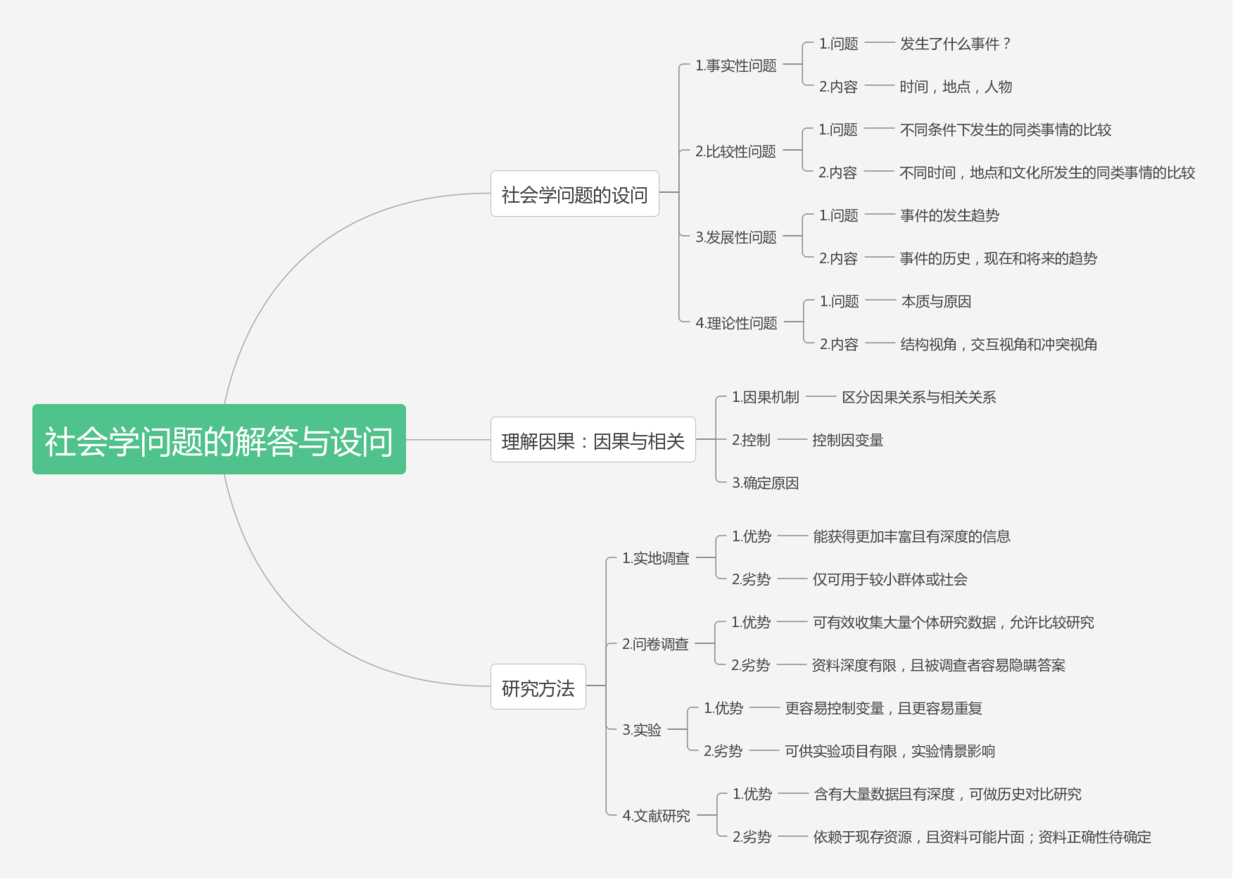 社会学问题的解答与设问
社会学问题的设问
1.事实性问题
1.问题
发生了什么事件？
2.内容
时间，地点，人物
2.比较性问题
1.问题
不同条件下发生的同类事情的比较
2.内容
不同时间，地点和文化所发生的同类事情的比较
3.发展性问题
1.问题
事件的发生趋势
2.内容
事件的历史，现在和将来的趋势
4.理论性问题
1.问题
本质与原因
2.内容
结构视角，交互视角和冲突视角
理解因果：因果与相关
1.因果机制
区分因果关系与相关关系
2.控制
控制因变量
3.确定原因
研究方法
1.实地调查
1.优势
能获得更加丰富且有深度的信息
2.劣势
仅可用于较小群体或社会
2.问卷调查
1.优势
可有效收集大量个体研究数据，允许比较研究
2.劣势
资料深度有限，且被调查者容易隐瞒答案
3.实验
1.优势
更容易控制变量，且更容易重复
2.劣势
可供实验项目有限，实验情景影响
4.文献研究
1.优势
含有大量数据且有深度，可做历史对比研究
2.劣势
依赖于现存资源，且资料可能片面；资料正确性待确定